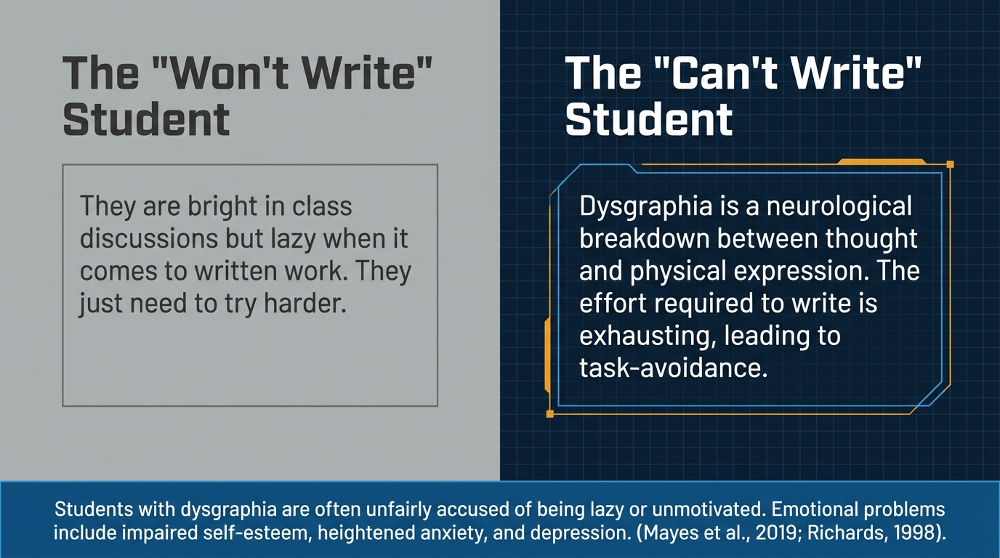 The "Won't Write"
Student
They are bright in class
discussions but lazy when it
comes to written work. They
just need to try harder.
The "Can't Write"
Student
Dysgraphia is a neurological
breakdown between thought
and physical expression. The
effort required to write is
exhausting, leading to
task-avoidance.
Students with dysgraphia are often unfairly accused of being lazy or unmotivated. Emotional problems
include impaired self-esteem, heightened anxiety, and depression. (Mayes et al., 2019; Richards, 1998).